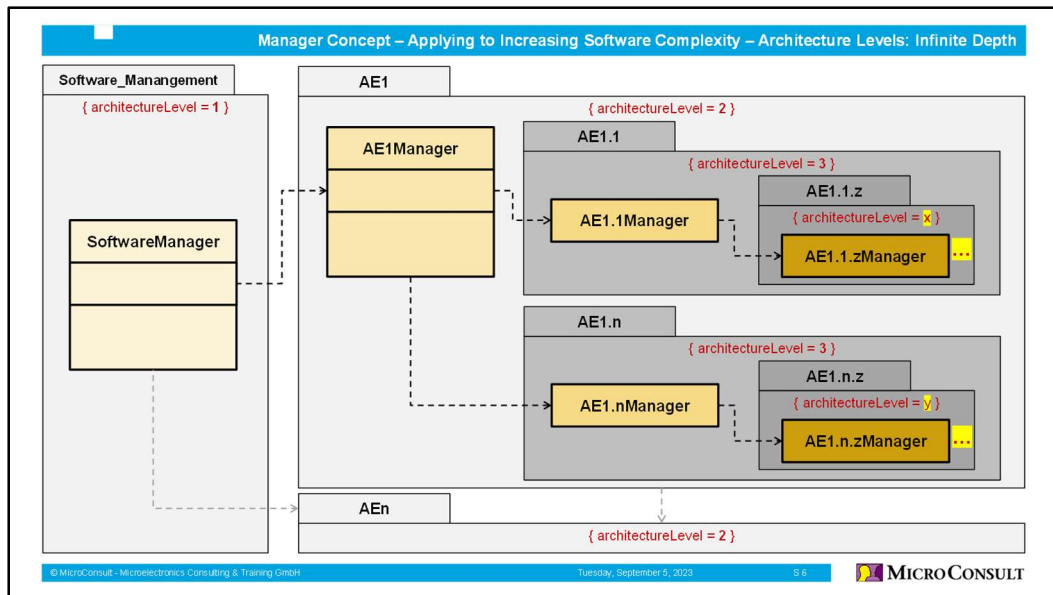 Manager Concept – Applying to Increasing Software Complexity – Architecture Levels: Infinite Depth
Software_Manangement
{ architectureLevel = 1 }
SoftwareManager
AE1
{ architectureLevel = 2 }
AE1Manager
AE1.1
{ architectureLevel = 3 }
AE1.1Manager
AE1.1.z
{ architectureLevel = x }
AE1.1.zManager
...
AE1.n
{ architectureLevel = 3 }
AE1.nManager
AE1.n.z
{ architectureLevel = y }
AE1.n.zManager
...
AEn
{ architectureLevel = 2 }
© MicroConsult - Microelectronics Consulting & Training GmbH
Tuesday, September 5, 2023
S 6
MICROCONSULT